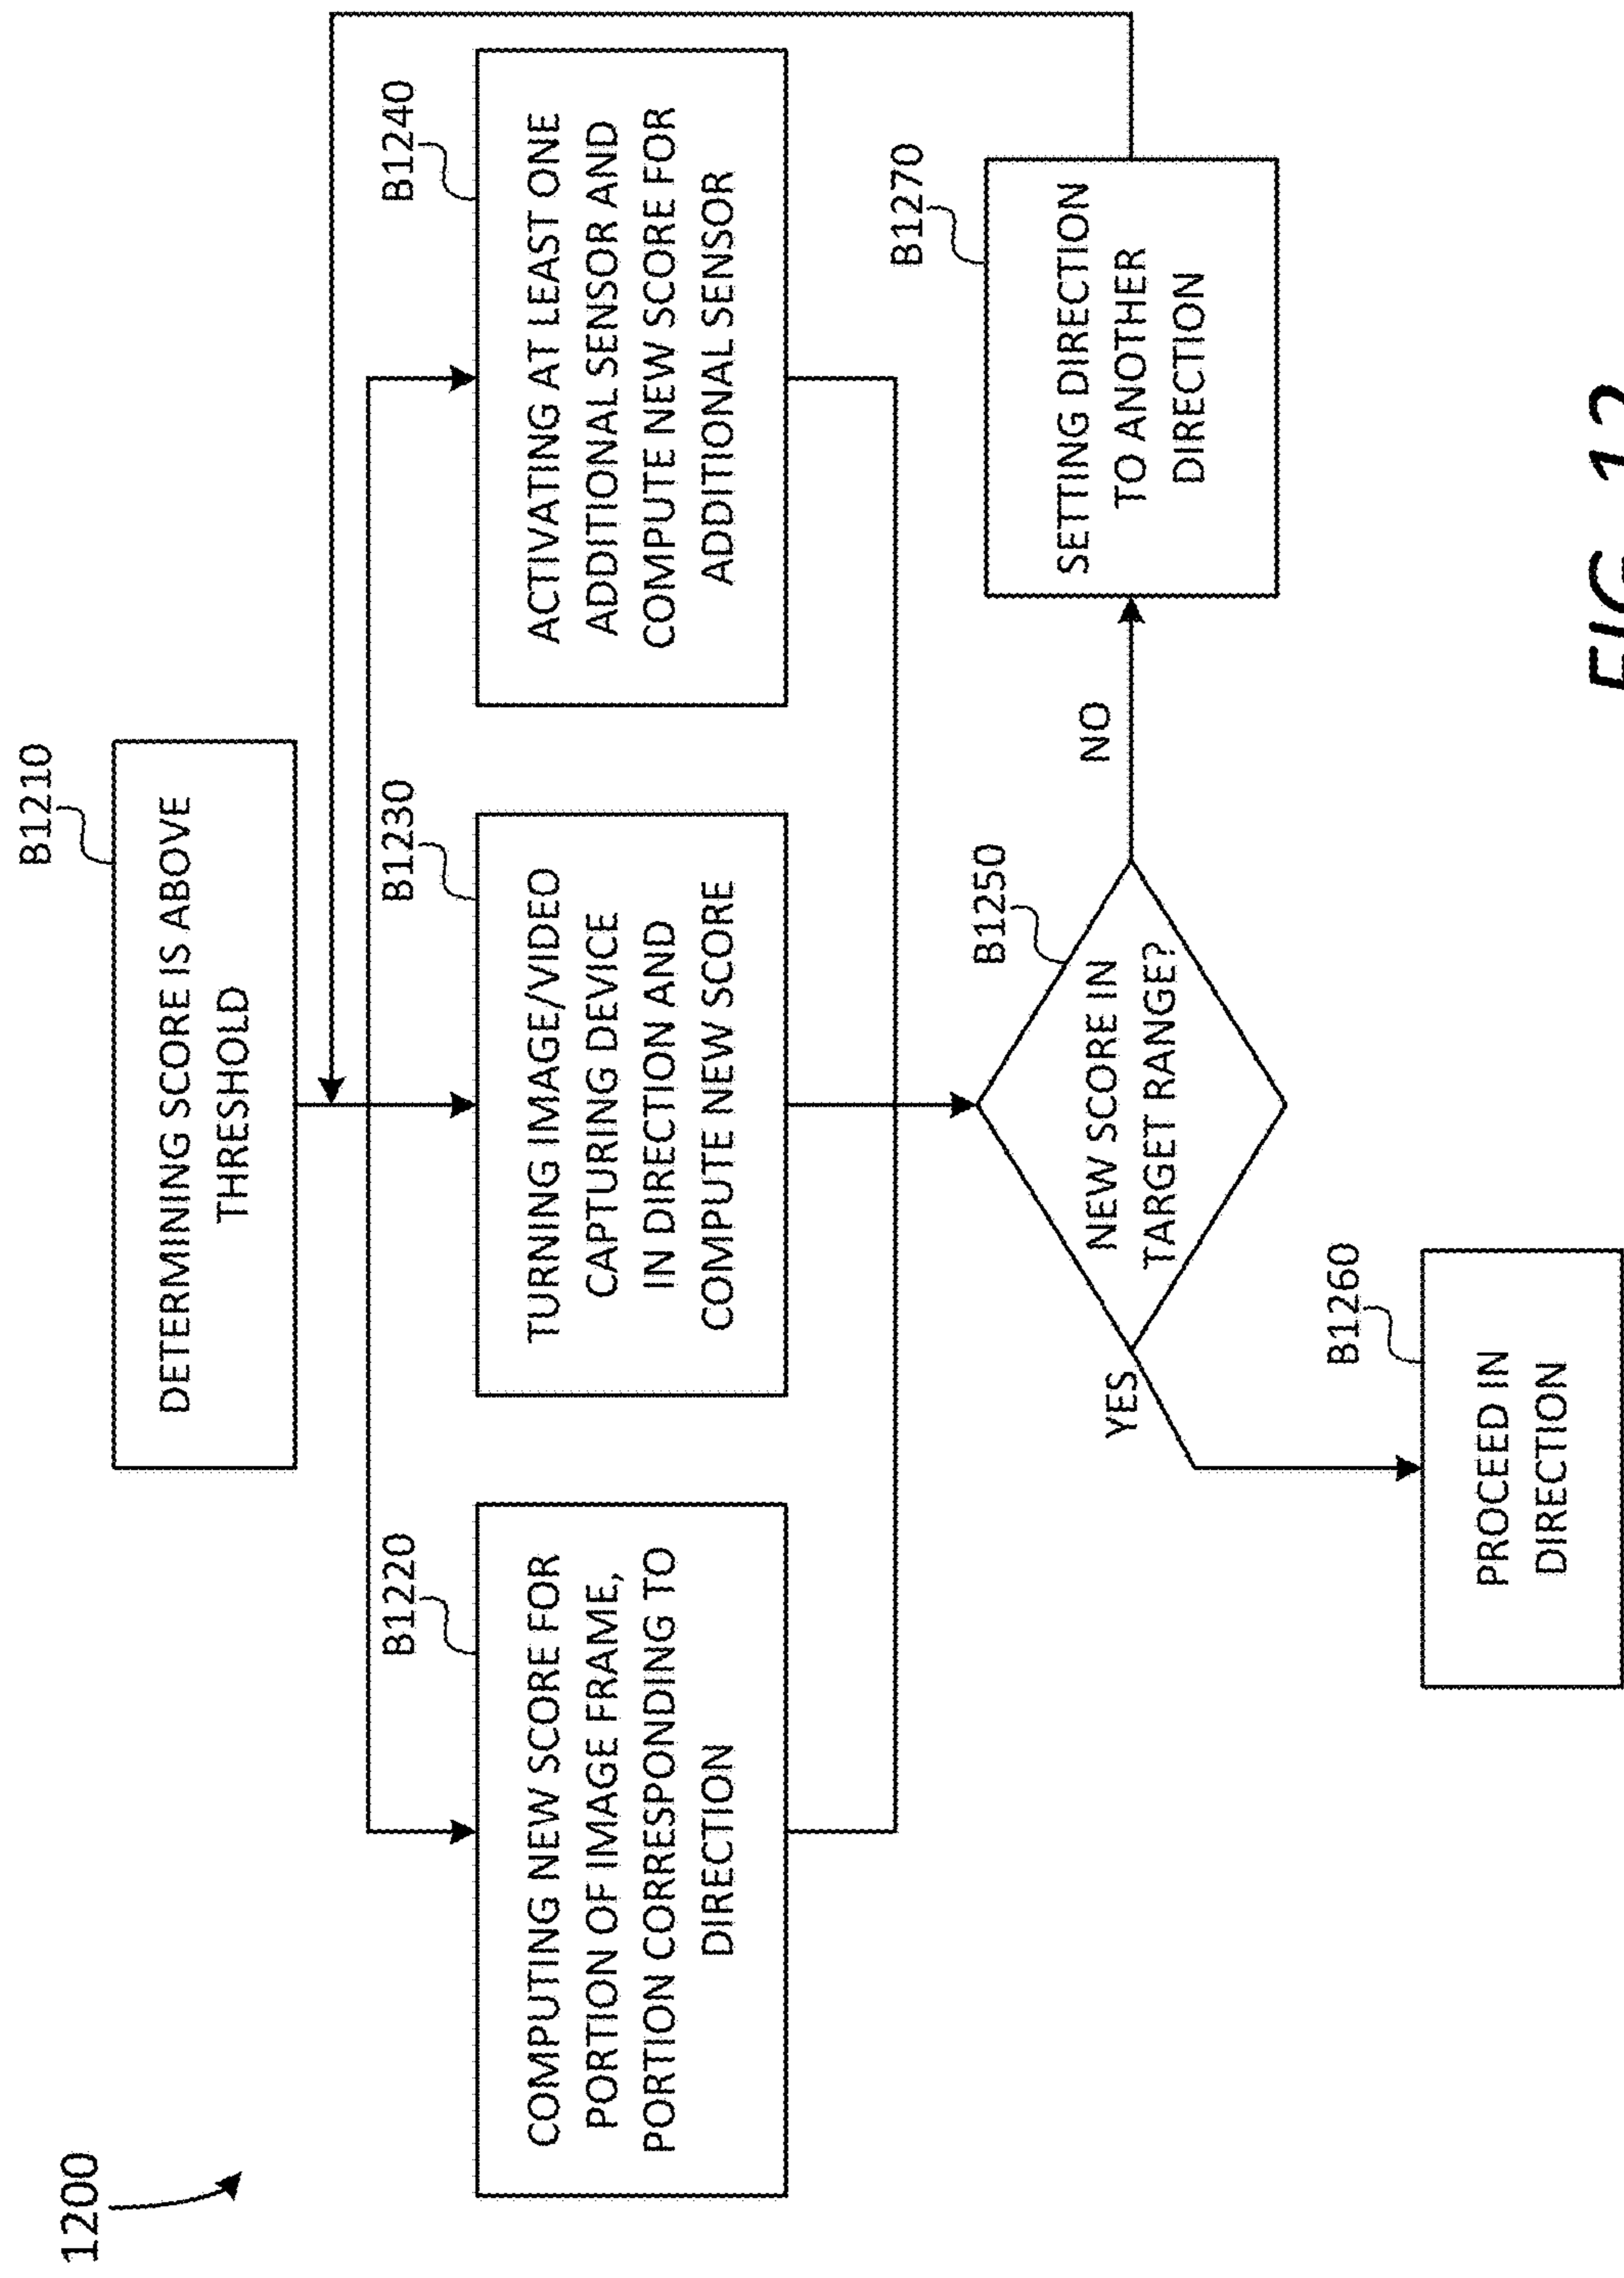 1200
B1210
DETERMINING SCORE IS ABOVE
THRESHOLD
B1220
COMPUTING NEW SCORE FOR
PORTION OF IMAGE FRAME,
PORTION CORRESPONDING TO
DIRECTION
B1230
TURNING IMAGE/VIDEO
CAPTURING DEVICE
IN DIRECTION AND
COMPUTE NEW SCORE
B1240
ACTIVATING AT LEAST ONE
ADDITIONAL SENSOR AND
COMPUTE NEW SCORE FOR
ADDITIONAL SENSOR
B1250
NEW SCORE IN
TARGET RANGE?
YES
NO
B1260
PROCEED IN
DIRECTION
B1270
SETTING DIRECTION
TO ANOTHER
DIRECTION
FIG. 12